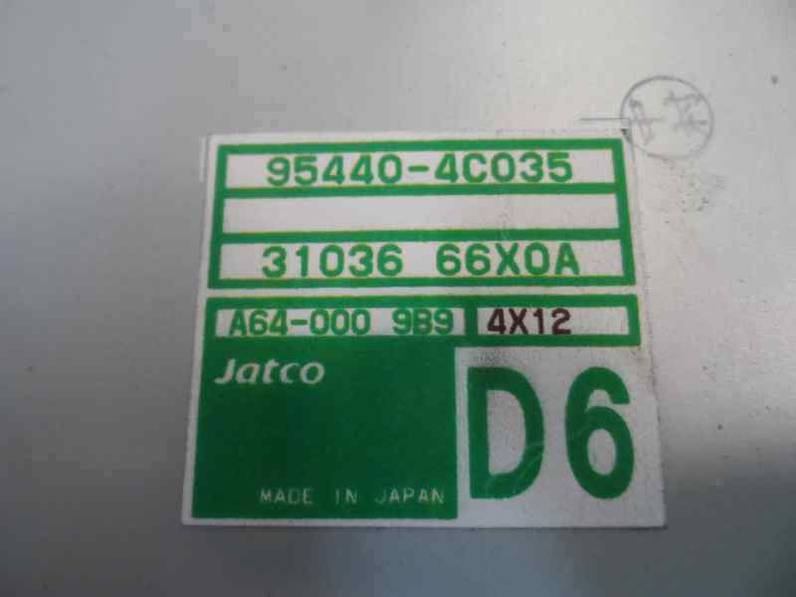 95440-4C035
31036 66X0A
A64-000 9B9 4X12
Jatco
D6
MADE IN JAPAN